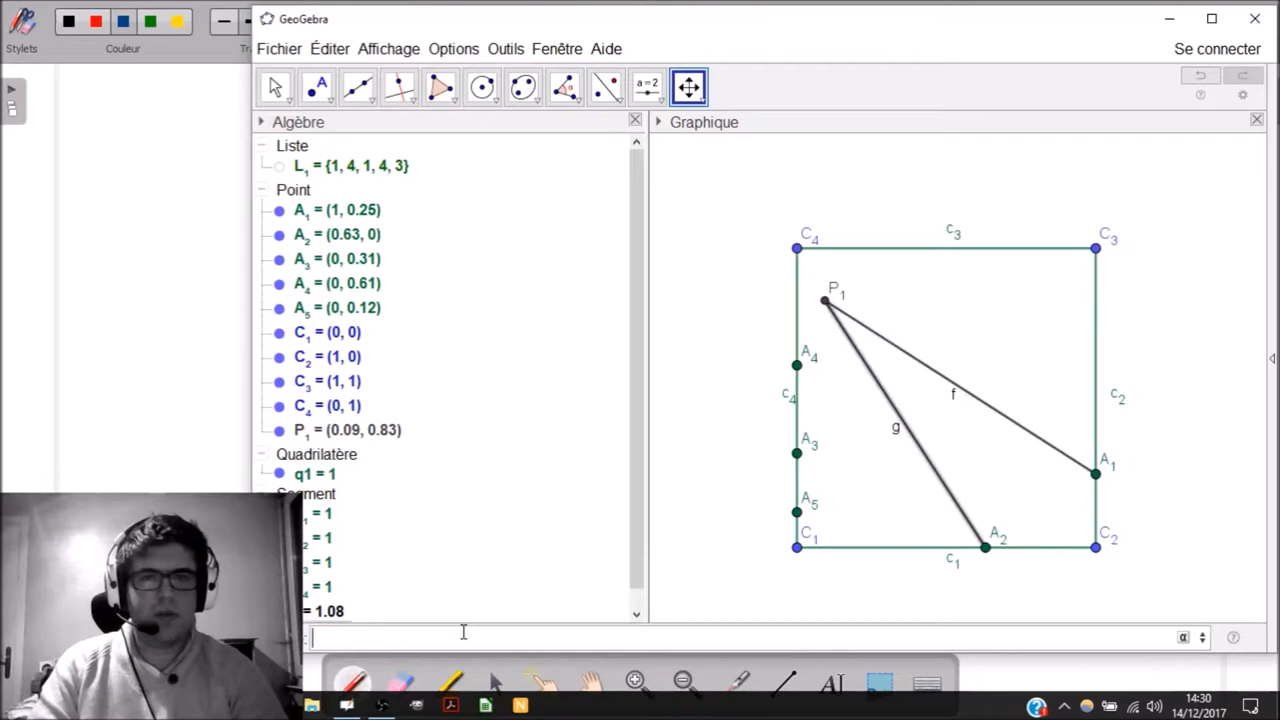 GeoGebra
Stylets
Couleur
Fichier Éditer Affichage Options Outils Fenêtre Aide
Se connecter
A
a=2
Algèbre
Graphique
Liste
L1 = {1, 4, 1, 4, 3}
Point
A1 = (1, 0.25)
A2 = (0.63, 0)
A3 = (0, 0.31)
A4 = (0, 0.61)
A5 = (0, 0.12)
C1 = (0, 0)
C2 = (1, 0)
C3 = (1, 1)
C4 = (0, 1)
P1 = (0.09, 0.83)
Quadrilatère
q1 = 1
= 1
= 1
= 1
= 1
= 1.08
C4
c3
C3
P1
A4
c4
f
c2
g
A3
A1
A5
C1
A2
C2
c1
α
14:30
14/12/2017